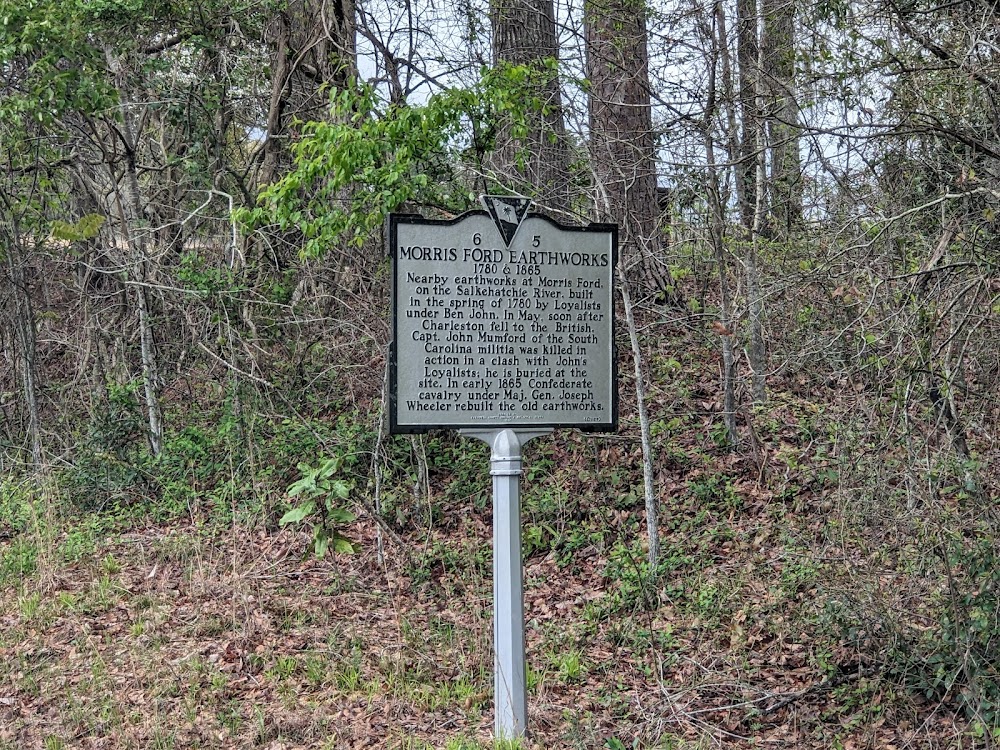 6 5
MORRIS FORD EARTHWORKS
1780 & 1865
Nearby earthworks at Morris Ford,
on the Salkehatchie River, built
in the spring of 1780 by Loyalists
under Ben John. In May, soon after
Charleston fell to the British,
Capt. John Mumford of the South
Carolina militia was killed in
action in a clash with John's
Loyalists; he is buried at the
site. In early 1865 Confederate
cavalry under Maj. Gen. Joseph
Wheeler rebuilt the old earthworks.